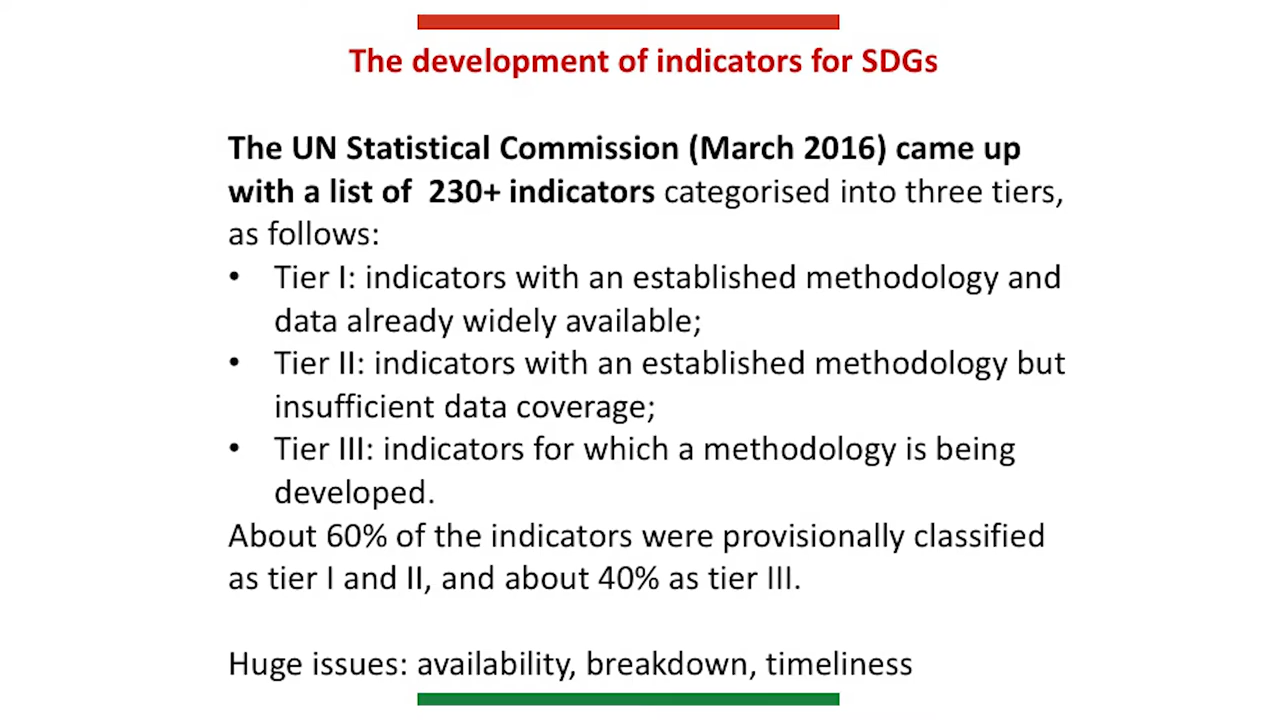 The development of indicators for SDGs
The UN Statistical Commission (March 2016) came up
with a list of 230+ indicators categorised into three tiers,
as follows:
• Tier I: indicators with an established methodology and
data already widely available;
• Tier II: indicators with an established methodology but
insufficient data coverage;
• Tier III: indicators for which a methodology is being
developed.
About 60% of the indicators were provisionally classified
as tier I and II, and about 40% as tier III.
Huge issues: availability, breakdown, timeliness